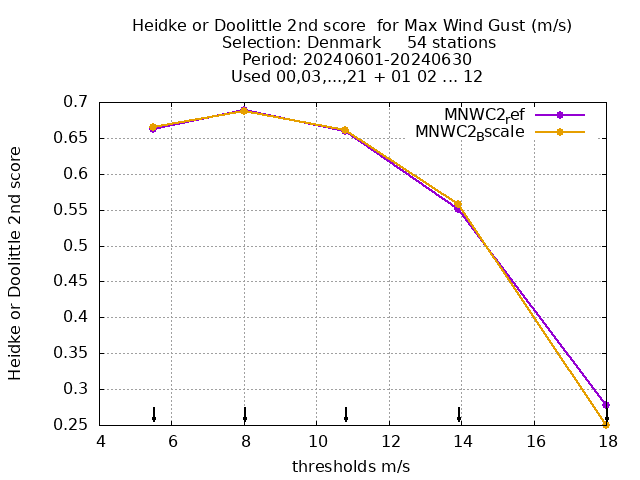 Heidke or Doolittle 2nd score  for Max Wind Gust (m/s)
Selection: Denmark     54 stations
Period: 20240601-20240630
Used 00,03,...,21 + 01 02 ... 12
MNWC2_ref
MNWC2_Bscale
Heidke or Doolittle 2nd score
0.7
0.65
0.6
0.55
0.5
0.45
0.4
0.35
0.3
0.25
4 6 8 10 12 14 16 18
thresholds m/s